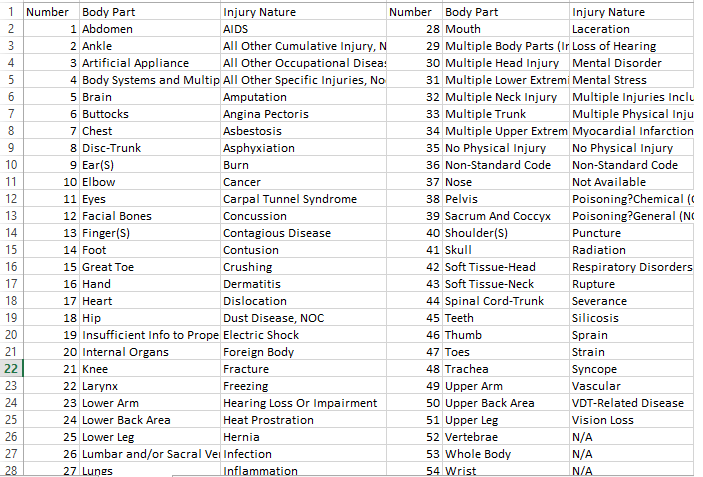 1 Number Body Part Injury Nature Number Body Part Injury Nature
2 1 Abdomen AIDS 28 Mouth Laceration
3 2 Ankle All Other Cumulative Injury, N 29 Multiple Body Parts (Ir Loss of Hearing
4 3 Artificial Appliance All Other Occupational Diseas 30 Multiple Head Injury Mental Disorder
5 4 Body Systems and Multip All Other Specific Injuries, No 31 Multiple Lower Extremi Mental Stress
6 5 Brain Amputation 32 Multiple Neck Injury Multiple Injuries Inclu
7 6 Buttocks Angina Pectoris 33 Multiple Trunk Multiple Physical Inju
8 7 Chest Asbestosis 34 Multiple Upper Extrem Myocardial Infarction
9 8 Disc-Trunk Asphyxiation 35 No Physical Injury No Physical Injury
10 9 Ear(S) Burn 36 Non-Standard Code Non-Standard Code
11 10 Elbow Cancer 37 Nose Not Available
12 11 Eyes Carpal Tunnel Syndrome 38 Pelvis Poisoning?Chemical (
13 12 Facial Bones Concussion 39 Sacrum And Coccyx Poisoning?General (NO
14 13 Finger(S) Contagious Disease 40 Shoulder(S) Puncture
15 14 Foot Contusion 41 Skull Radiation
16 15 Great Toe Crushing 42 Soft Tissue-Head Respiratory Disorders
17 16 Hand Dermatitis 43 Soft Tissue-Neck Rupture
18 17 Heart Dislocation 44 Spinal Cord-Trunk Severance
19 18 Hip Dust Disease, NOC 45 Teeth Silicosis
20 19 Insufficient Info to Prope Electric Shock 46 Thumb Sprain
21 20 Internal Organs Foreign Body 47 Toes Strain
22 21 Knee Fracture 48 Trachea Syncope
23 22 Larynx Freezing 49 Upper Arm Vascular
24 23 Lower Arm Hearing Loss Or Impairment 50 Upper Back Area VDT-Related Disease
25 24 Lower Back Area Heat Prostration 51 Upper Leg Vision Loss
26 25 Lower Leg Hernia 52 Vertebrae N/A
27 26 Lumbar and/or Sacral Ver Infection 53 Whole Body N/A
28 27 Lungs Inflammation 54 Wrist N/A